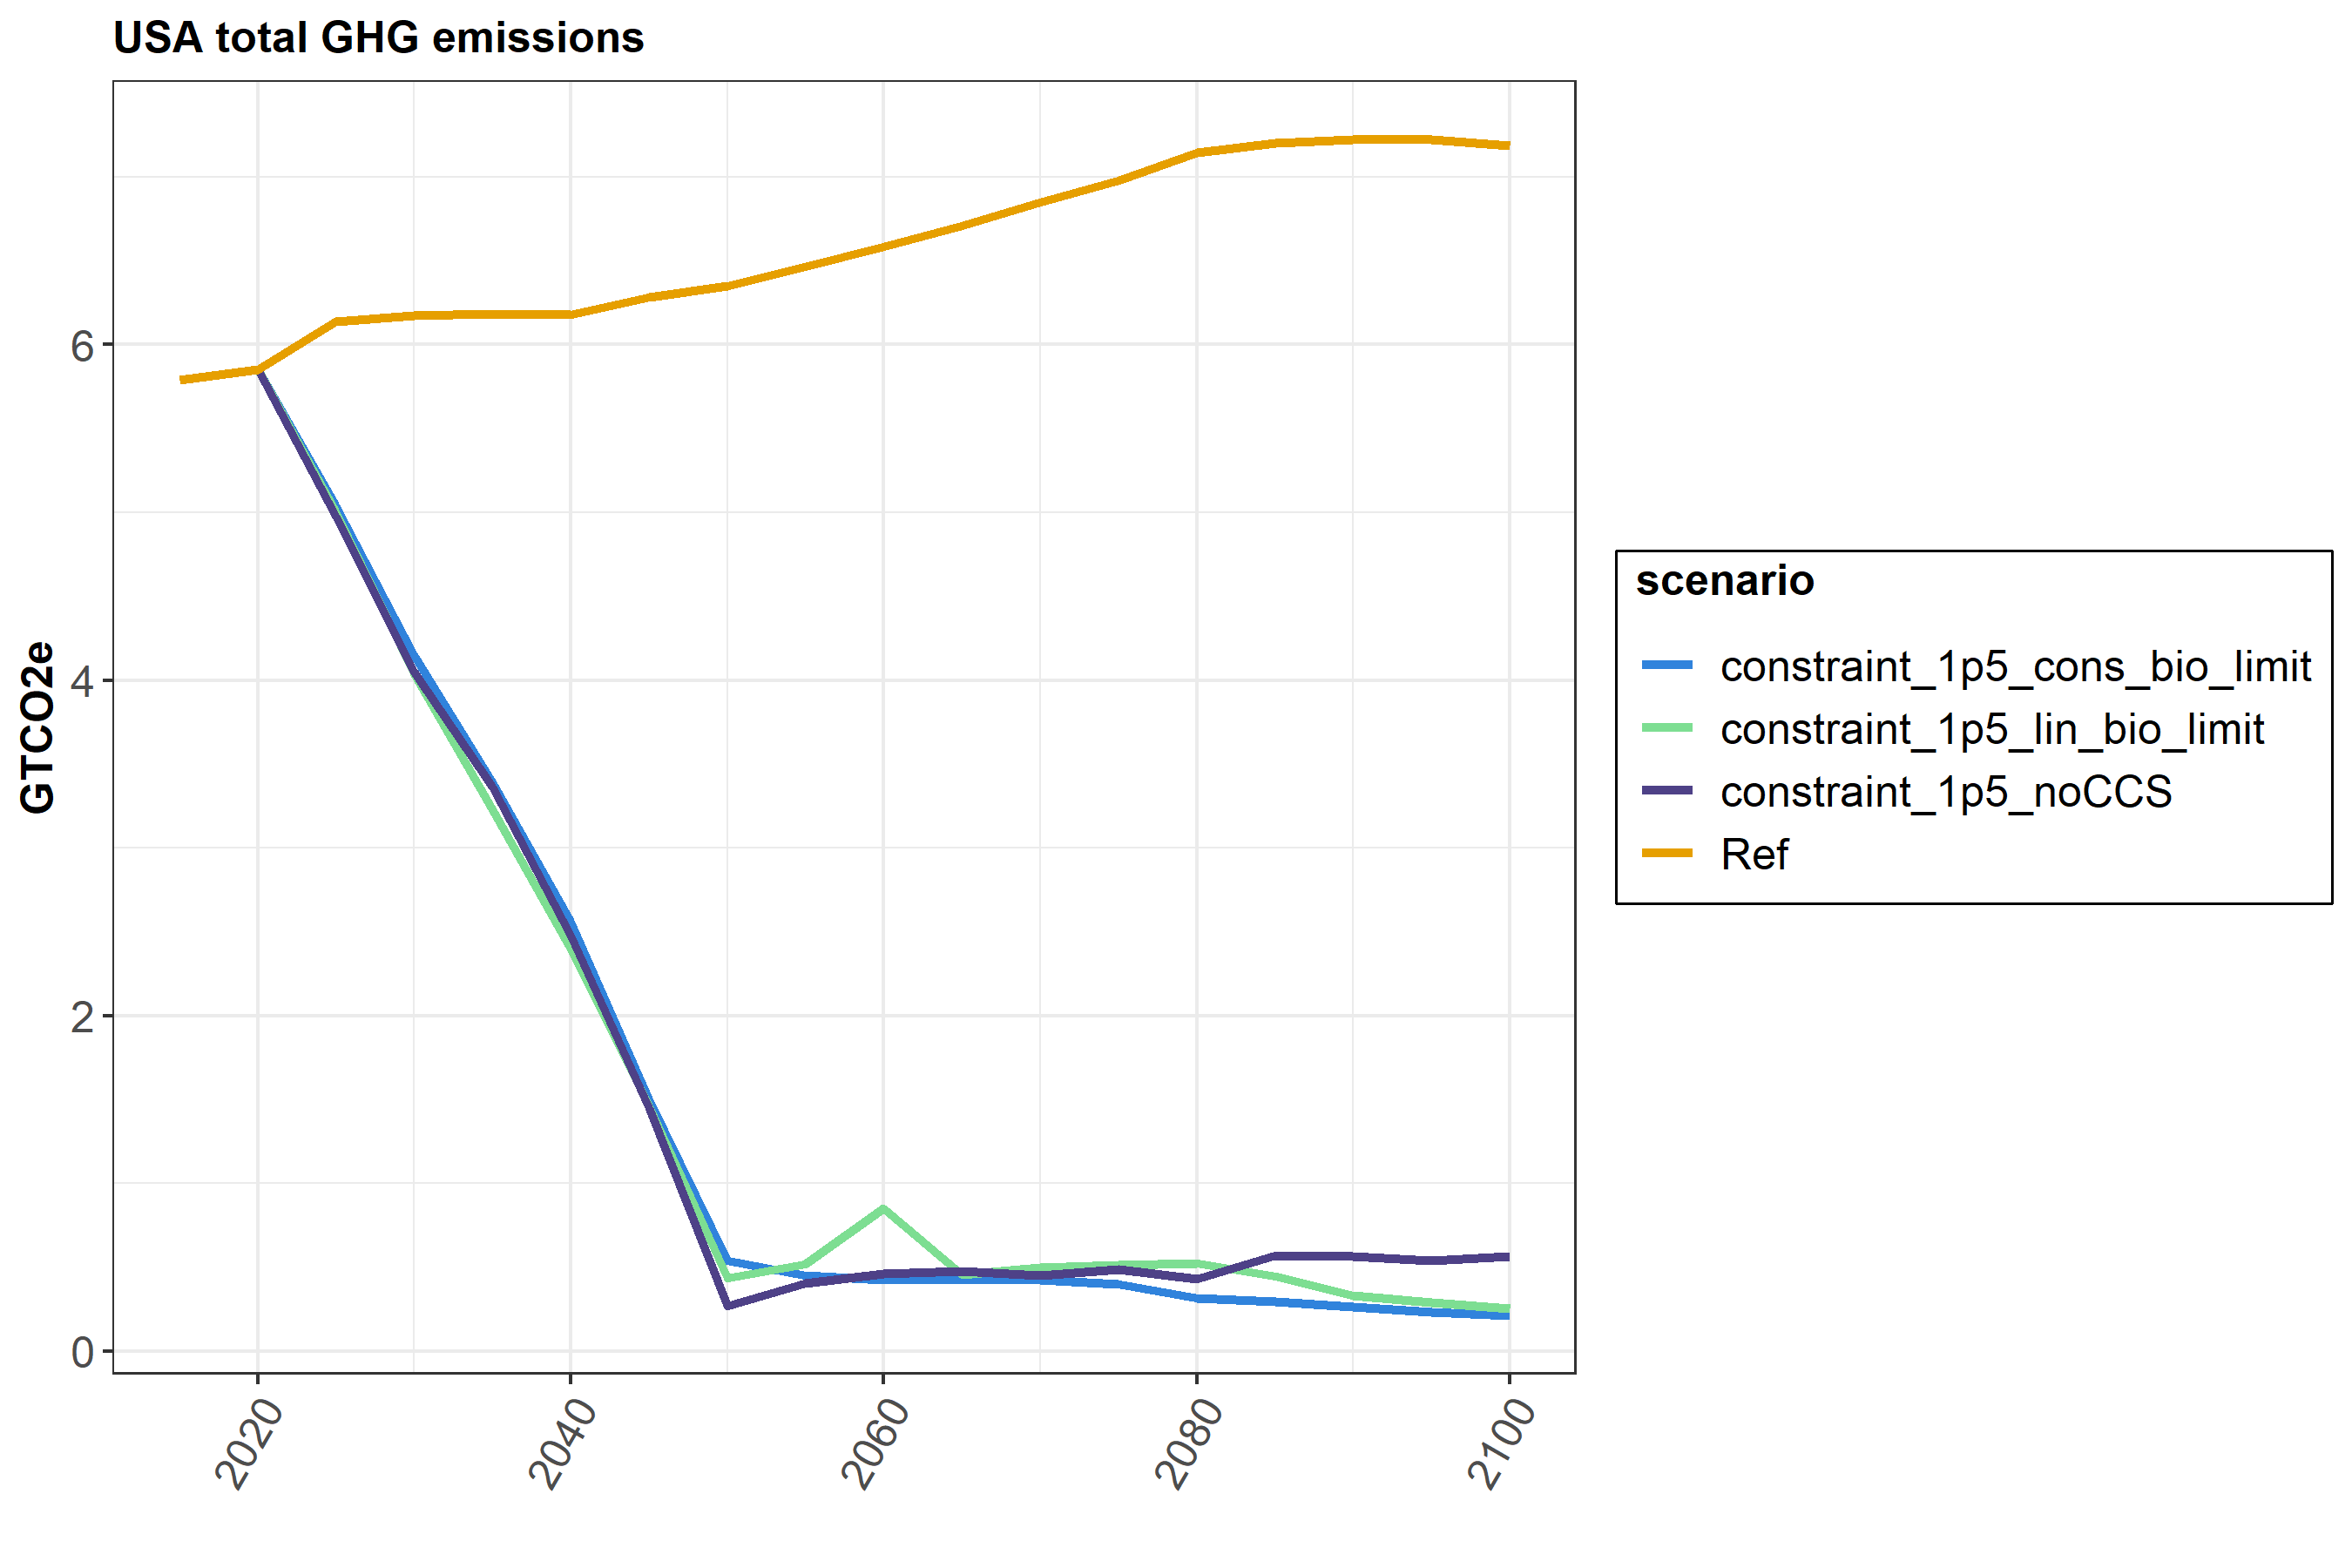 USA total GHG emissions
GTCO2e
6
4
2
0
2020
2040
2060
2080
2100
scenario
constraint_1p5_cons_bio_limit
constraint_1p5_lin_bio_limit
constraint_1p5_noCCS
Ref